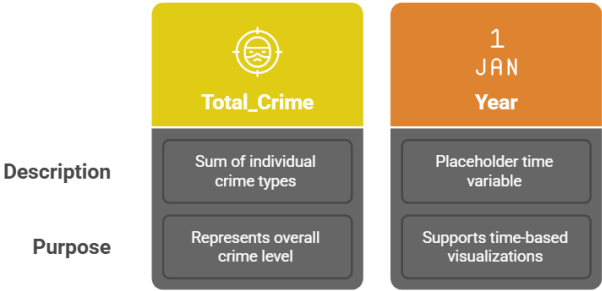 1
JAN
Total_Crime
Year
Description
Sum of individual
crime types
Placeholder time
variable
Purpose
Represents overall
crime level
Supports time-based
visualizations